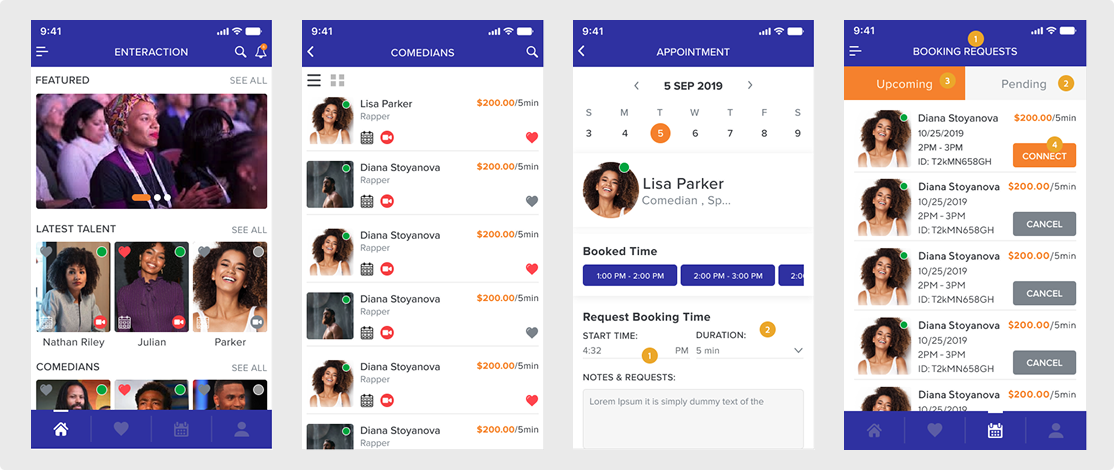 9:41
ENTERACTION
FEATURED SEE ALL
LATEST TALENT SEE ALL
Nathan Riley Julian Parker
COMEDIANS SEE ALL
9:41
COMEDIANS
Lisa Parker $200.00/5min
Rapper
Diana Stoyanova $200.00/5min
Rapper
Diana Stoyanova $200.00/5min
Rapper
Diana Stoyanova $200.00/5min
Rapper
Diana Stoyanova $200.00/5min
Rapper
Diana Stoyanova $200.00/5min
9:41
APPOINTMENT
5 SEP 2019
S M T W T F S
3 4 5 6 7 8 9
Lisa Parker
Comedian , Sp...
Booked Time
1:00 PM - 2:00 PM 2:00 PM - 3:00 PM 2:0
Request Booking Time
START TIME: DURATION: 2
4:32 1 PM 5 min
NOTES & REQUESTS:
Lorem Ipsum it is simply dummy text of the
9:41
1
BOOKING REQUESTS
Upcoming 3 Pending 2
Diana Stoyanova $200.00/5min
10/25/2019
2PM - 3PM 4
ID: T2kMN658GH CONNECT
Diana Stoyanova $200.00/5min
10/25/2019
2PM - 3PM CANCEL
ID: T2kMN658GH
Diana Stoyanova $200.00/5min
10/25/2019
2PM - 3PM CANCEL
ID: T2kMN658GH
Diana Stoyanova $200.00/5min
10/25/2019
2PM - 3PM CANCEL
ID: T2kMN658GH
Diana Stoyanova $200.00/5min
10/25/2019